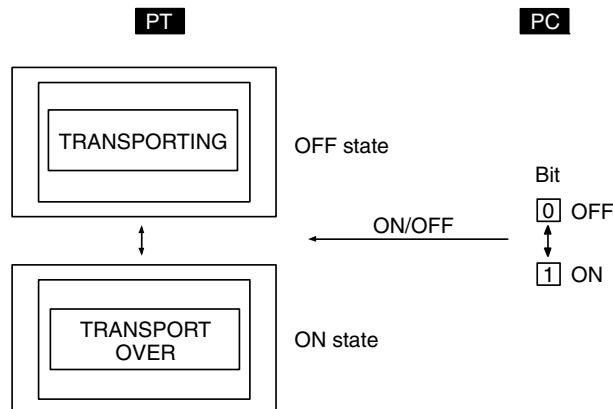 PT
PC
TRANSPORTING
OFF state
Bit
0 OFF
ON/OFF
1 ON
TRANSPORT
OVER
ON state